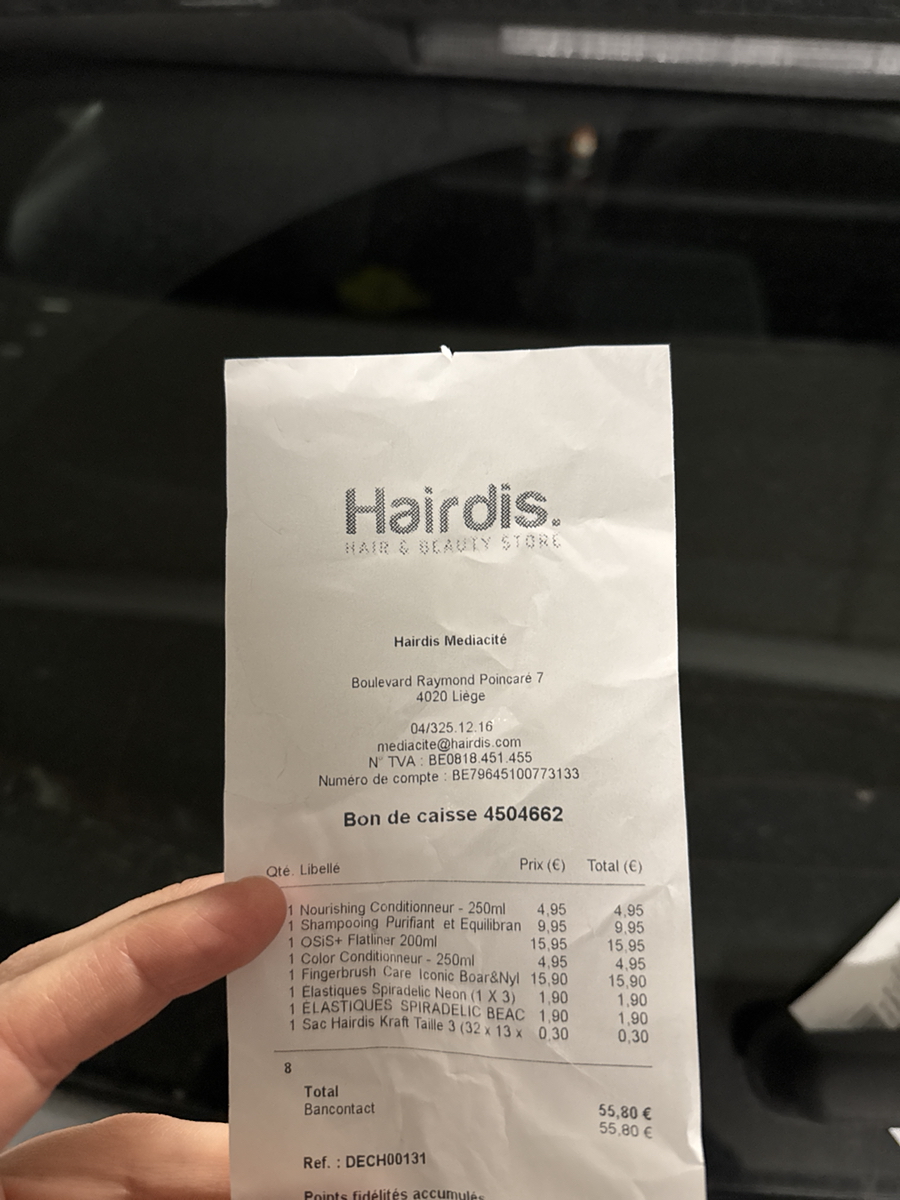 Hairdis.
HAIR & BEAUTY STORE
Hairdis Mediacité
Boulevard Raymond Poincaré 7
4020 Liège
04/325.12.16
mediacite@hairdis.com
N° TVA : BE0818.451.455
Numéro de compte : BE79645100773133
Bon de caisse 4504662
Qté. Libellé Prix (€) Total (€)
1 Nourishing Conditionneur - 250ml 4,95 4,95
1 Shampooing Purifiant et Equilibran 9,95 9,95
1 OSiS+ Flatliner 200ml 15,95 15,95
1 Color Conditionneur - 250ml 4,95 4,95
1 Fingerbrush Care Iconic Boar&Nyl 15,90 15,90
1 Elastiques Spiradelic Neon (1 X 3) 1,90 1,90
1 ÉLASTIQUES SPIRADELIC BEAC 1,90 1,90
1 Sac Hairdis Kraft Taille 3 (32 x 13 x 0,30 0,30
8
Total 55,80 €
Bancontact 55,80 €
Ref. : DECH00131
Points fidélités accumulés